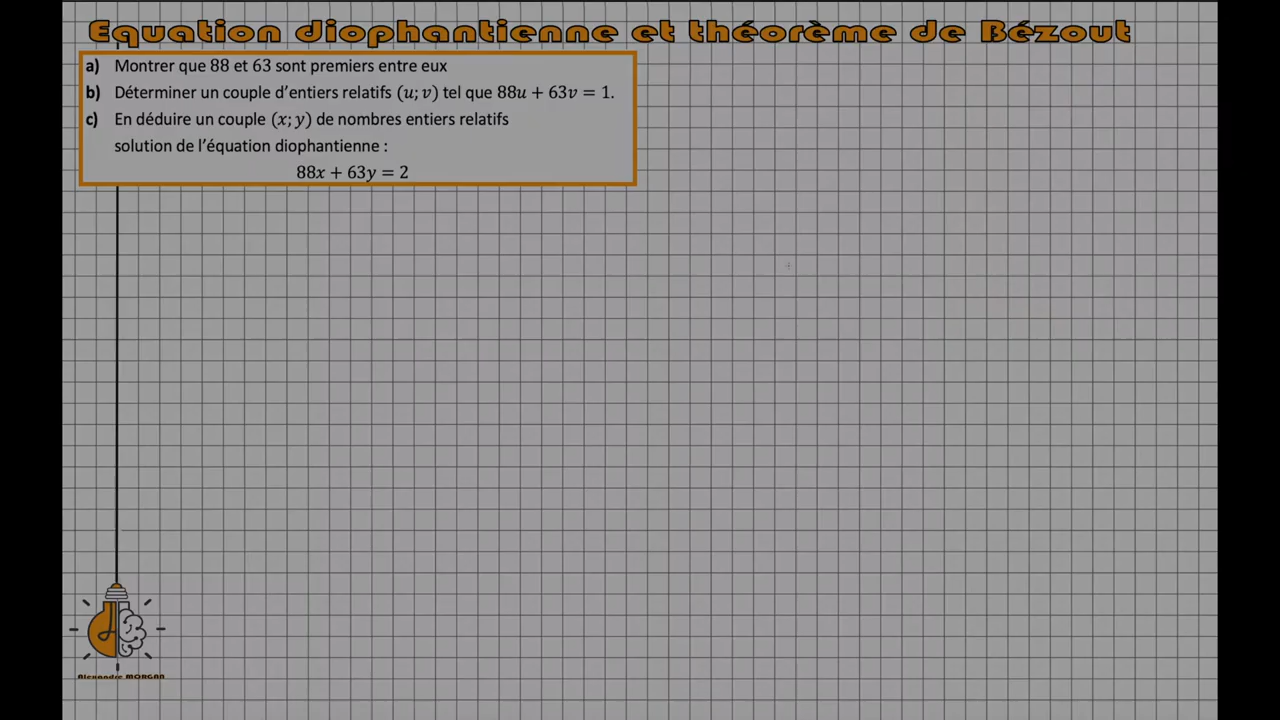 Equation diophantienne et théorème de Bézout
a) Montrer que 88 et 63 sont premiers entre eux
b) Déterminer un couple d'entiers relatifs (u; v) tel que 88u + 63v = 1.
c) En déduire un couple (x; y) de nombres entiers relatifs
solution de l'équation diophantienne :
88x + 63y = 2
Alexandre MORGAN